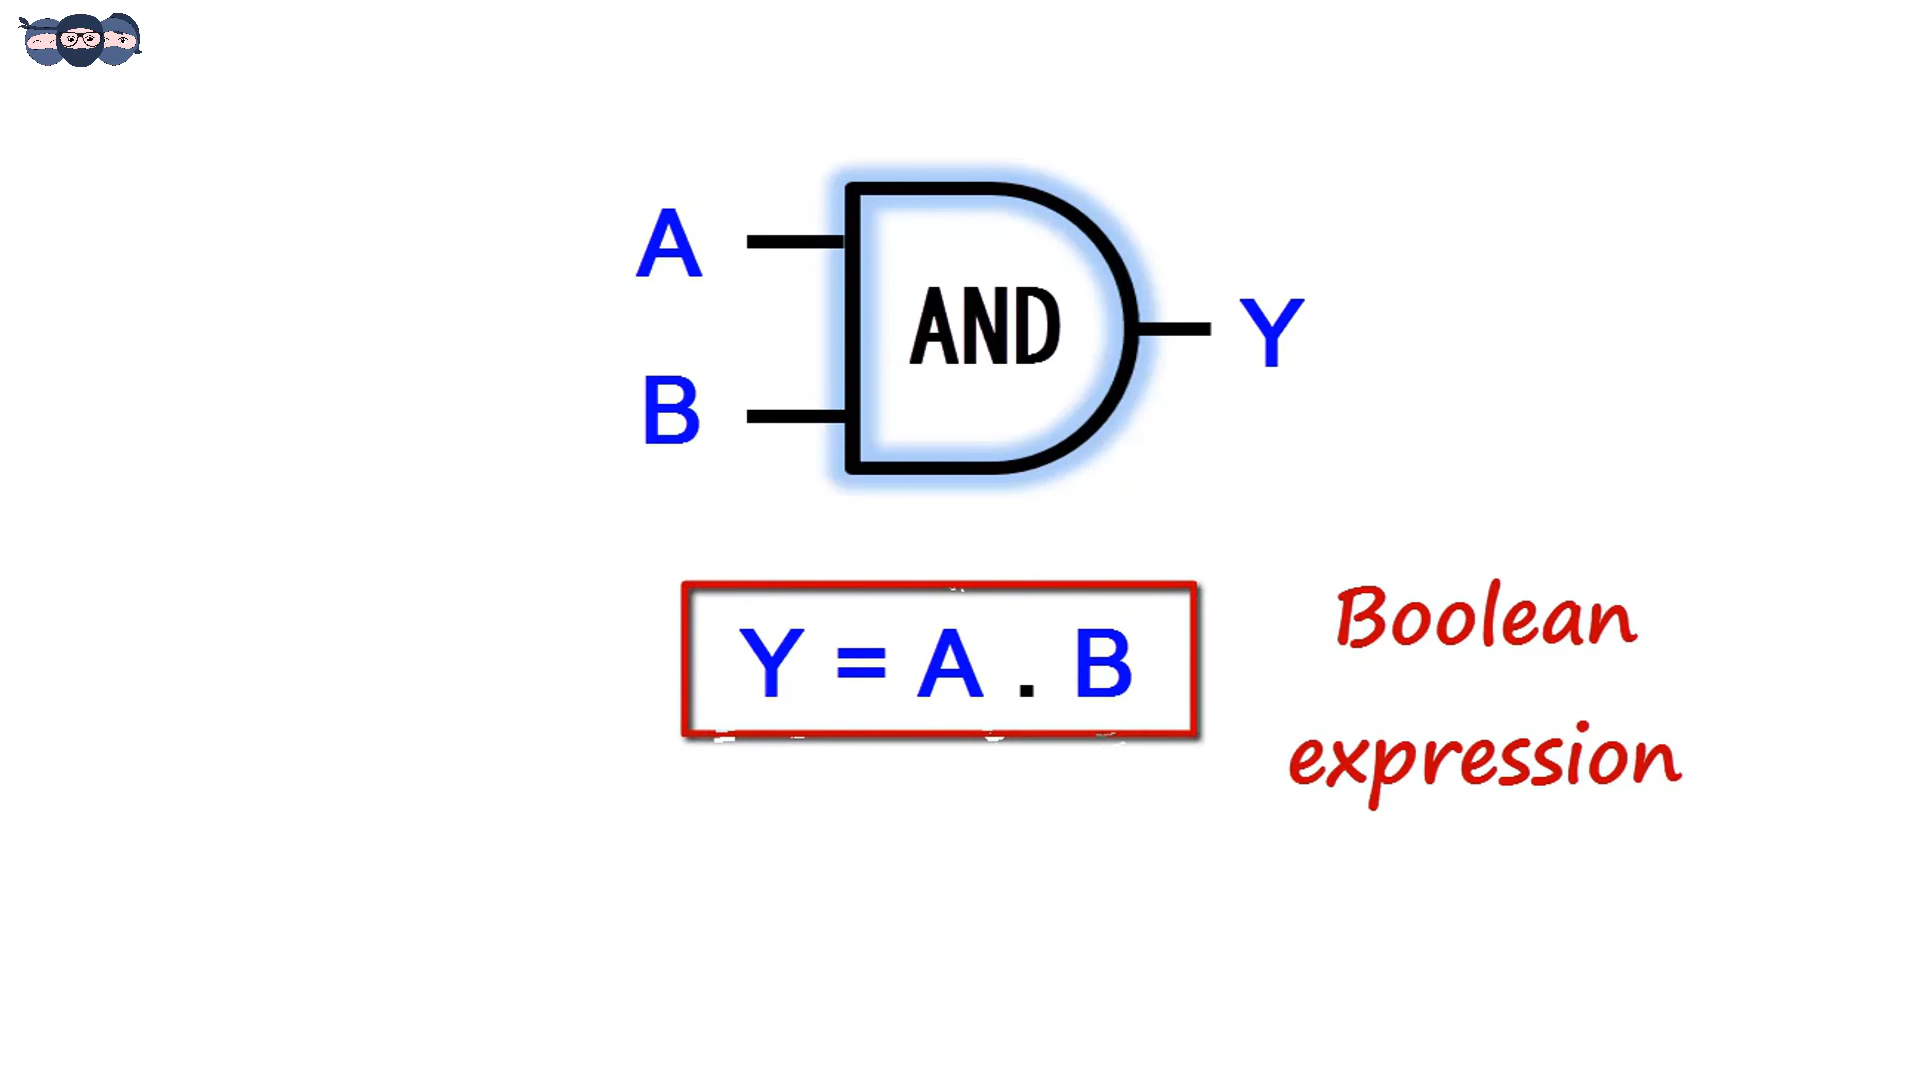 A
AND
Y
B
Y = A . B
Boolean
expression